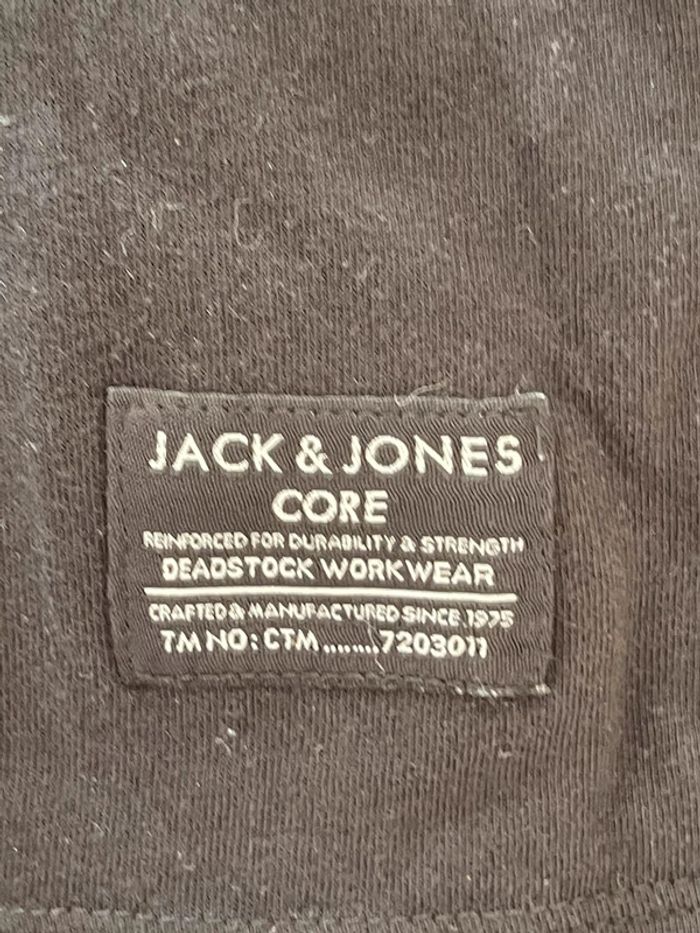 JACK & JONES
CORE
REINFORCED FOR DURABILITY & STRENGTH
DEADSTOCK WORKWEAR
CRAFTED & MANUFACTURED SINCE 1975
TM NO: CTM ........7203011